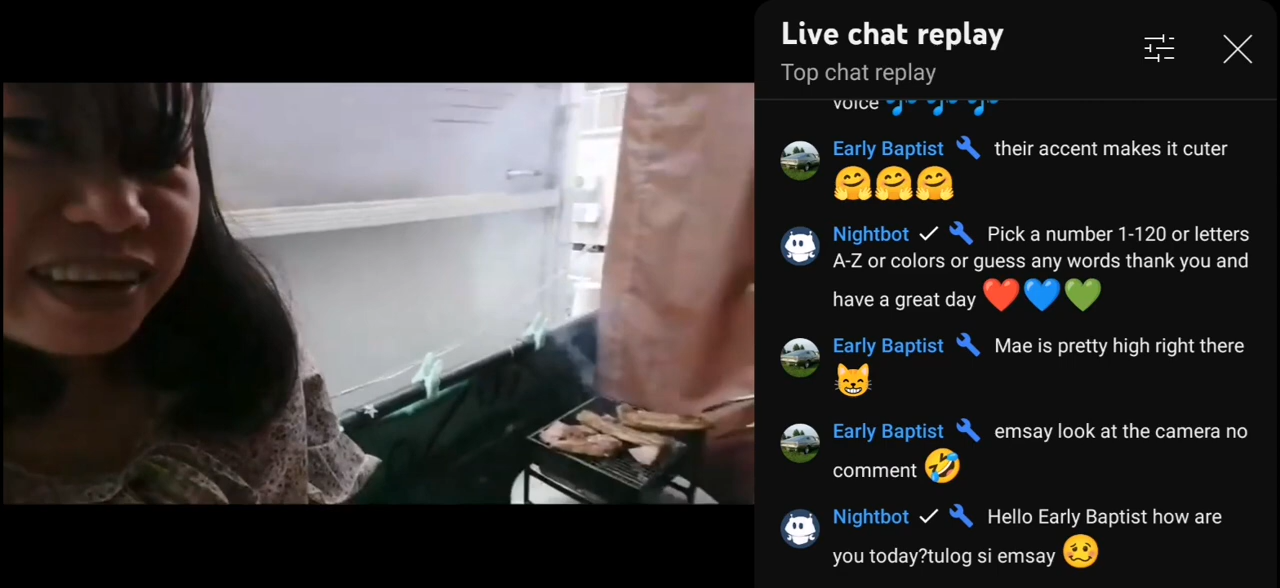 Live chat replay
Top chat replay
voice 🎶 🎶 🎶
Early Baptist 🔧 their accent makes it cuter
🤗🤗🤗
Nightbot ✓ 🔧 Pick a number 1-120 or letters
A-Z or colors or guess any words thank you and
have a great day ❤️💙💚
Early Baptist 🔧 Mae is pretty high right there
😸
Early Baptist 🔧 emsay look at the camera no
comment 🤣
Nightbot ✓ 🔧 Hello Early Baptist how are
you today?tulog si emsay 🥴